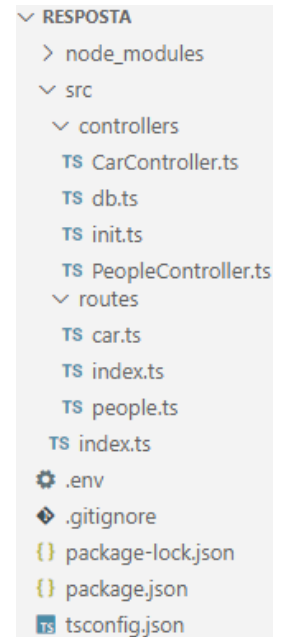 RESPOSTA
node_modules
src
controllers
TS CarController.ts
TS db.ts
TS init.ts
TS PeopleController.ts
routes
TS car.ts
TS index.ts
TS people.ts
TS index.ts
.env
.gitignore
{} package-lock.json
{} package.json
TS tsconfig.json